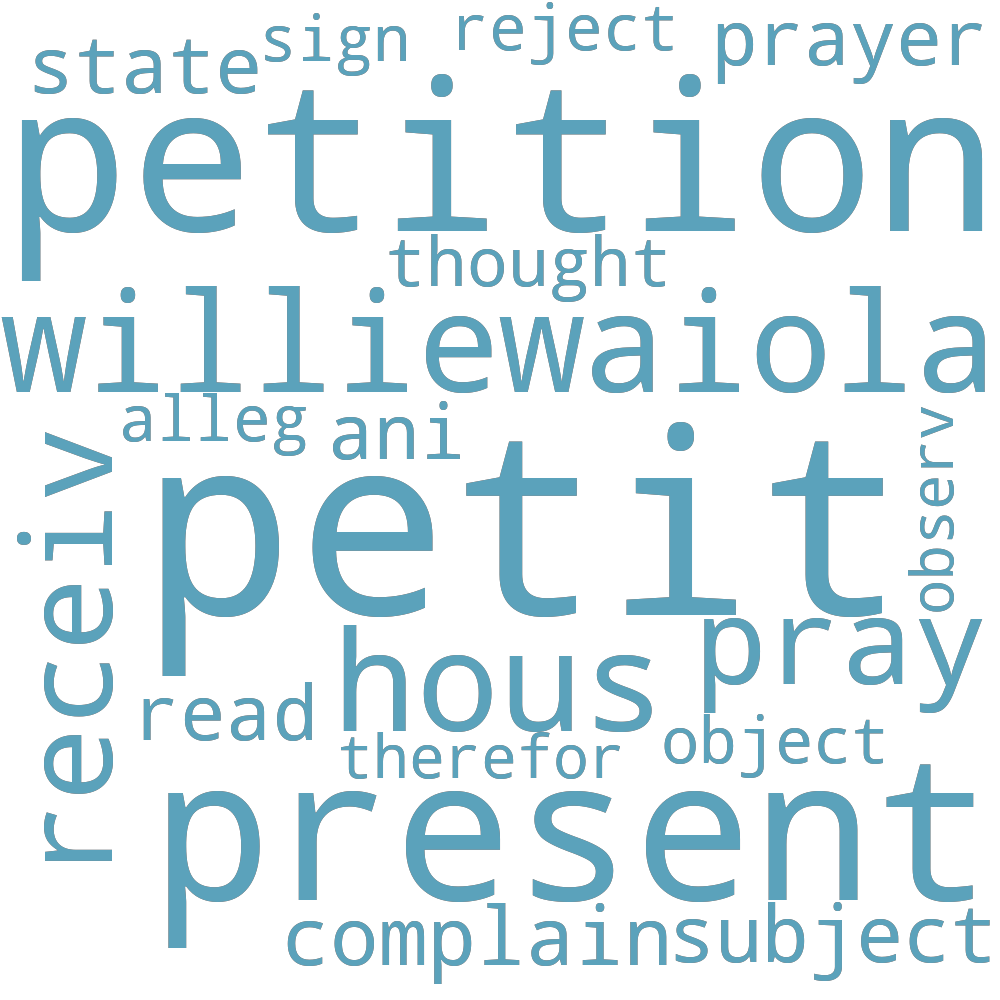 state sign reject prayer
petition
thought
williewaiola
alleg ani
receiv
petit
observ
pray
hous
read
therefor object
present
complain subject